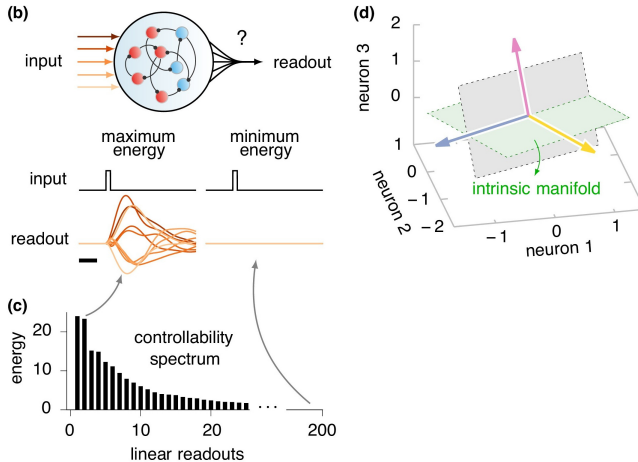 (b)
input
?
readout
maximum
energy
minimum
energy
input
readout
(c)
energy
20
10
0
controllability
spectrum
...
0
10
20
200
linear readouts
(d)
neuron 3
2
1
0
1
0
−1
−2
neuron 2
−1
0
1
neuron 1
intrinsic manifold